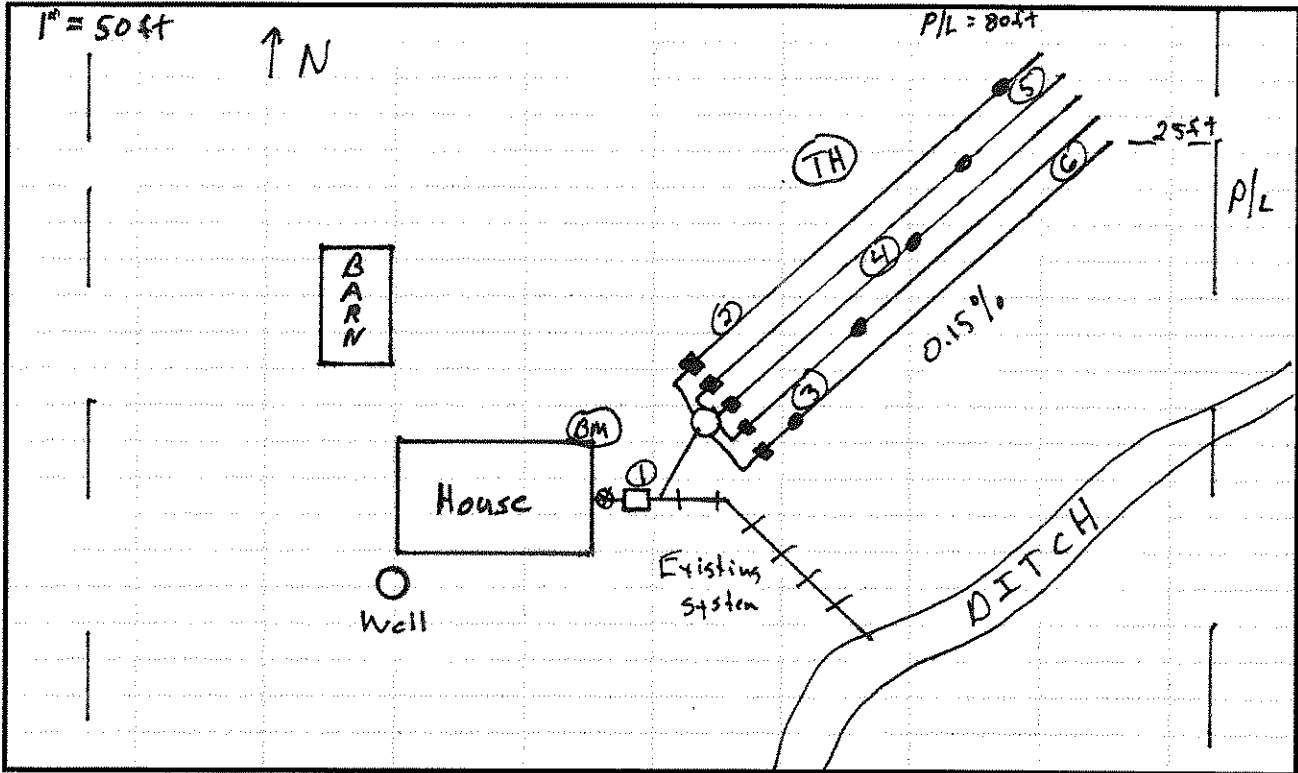 1" = 50ft
N
P/L = 80ft
5
TH
25ft
6
P/L
BARN
4
2
0.15%
3
BM
1
House
Existing
system
DITCH
Well